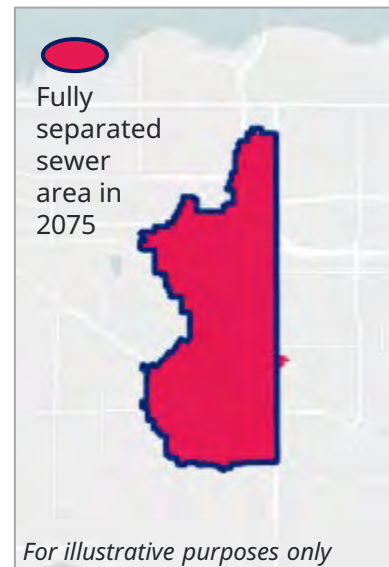 Fully
separated
sewer
area in
2075
For illustrative purposes only